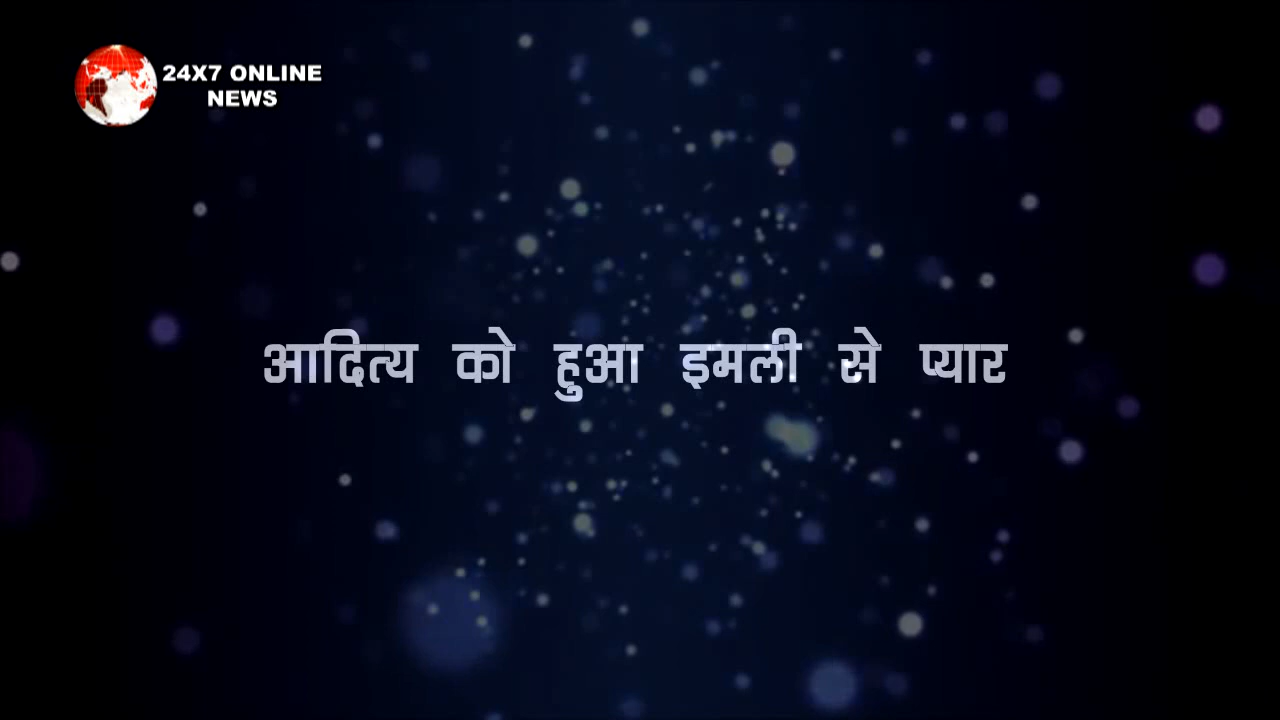 24X7 ONLINE
NEWS
आदित्य को हुआ इमली से प्यार